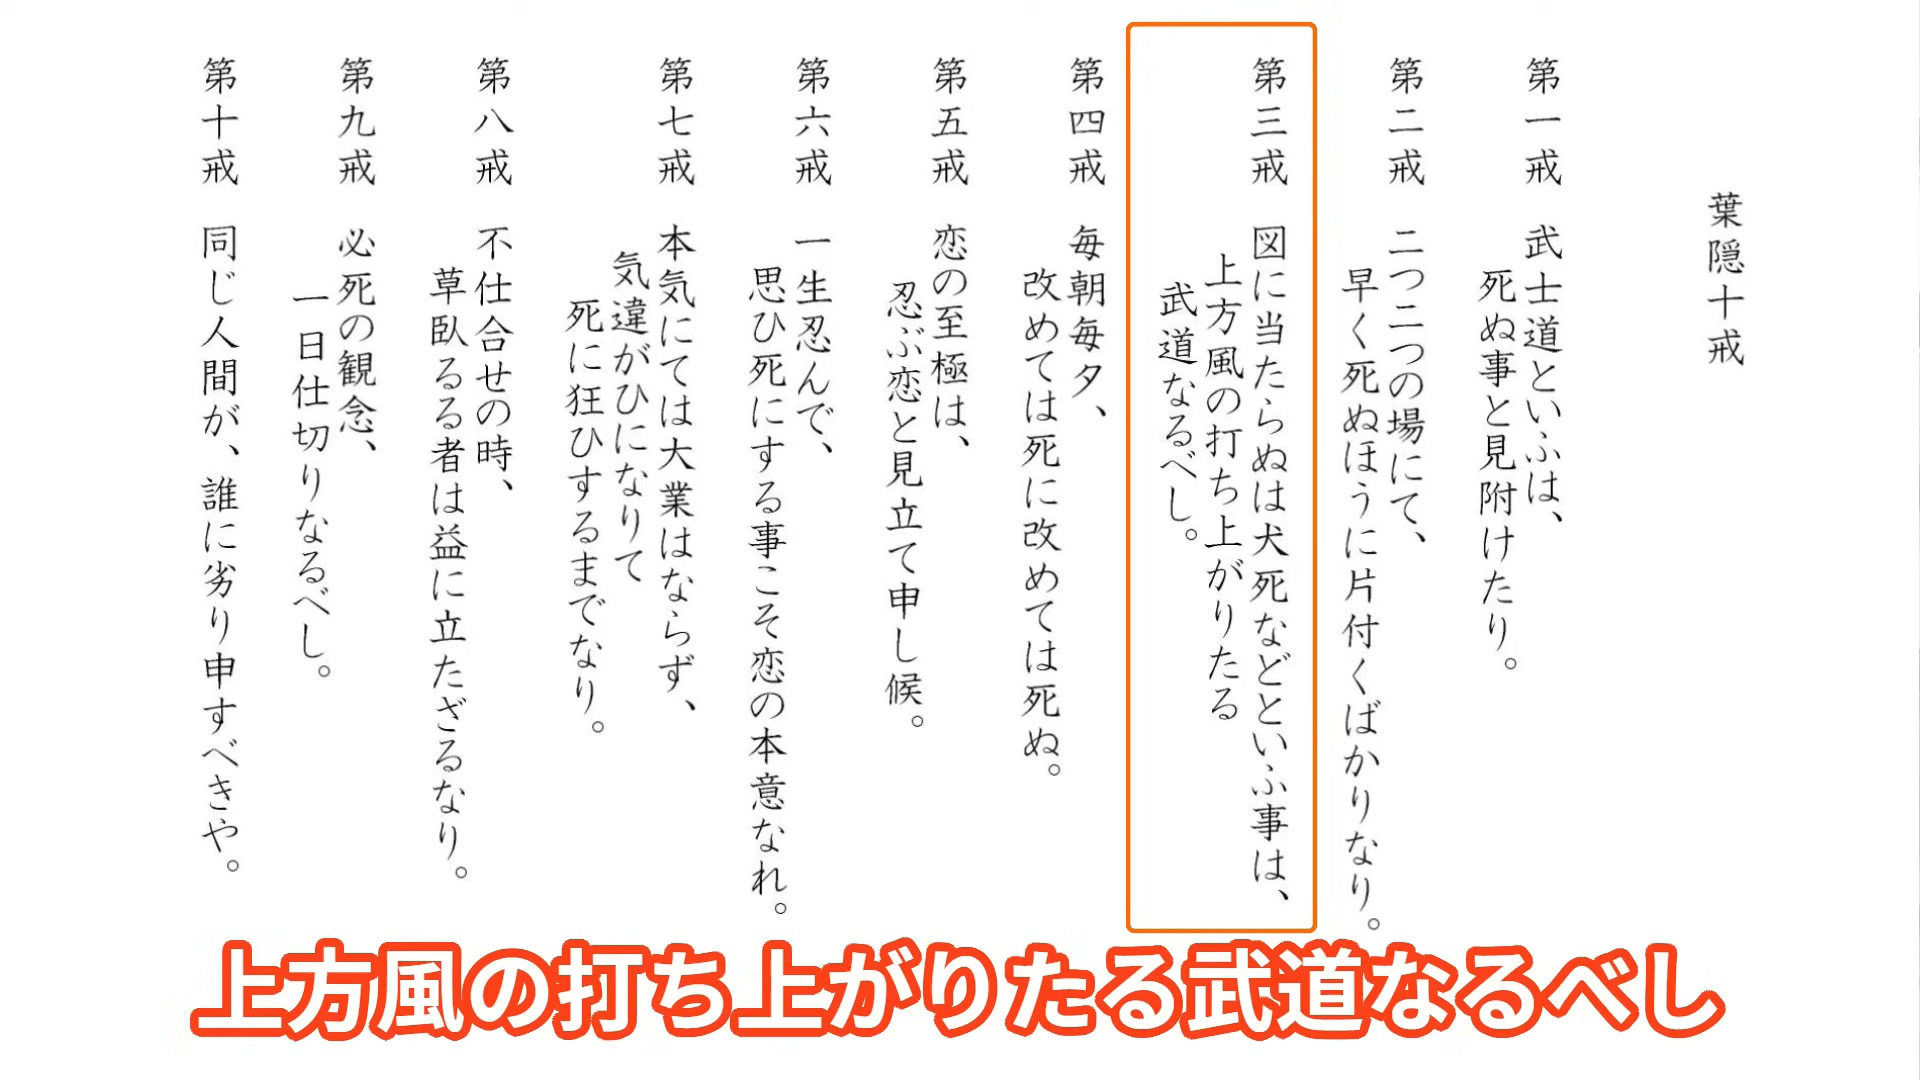 葉隠十戒
第一戒 武士道といふは、
死ぬ事と見附けたり。
第二戒 二つ二つの場にて、
早く死ぬほうに片付くばかりなり。
第三戒 図に当たらぬは犬死などといふ事は、
上方風の打ち上がりたる
武道なるべし。
第四戒 毎朝毎夕、
改めては死に改めては死ぬ。
第五戒 恋の至極は、
忍ぶ恋と見立て申し候。
第六戒 一生忍んで、
思ひ死にする事こそ恋の本意なれ。
第七戒 本気にては大業はならず、
気違がひになりて
死に狂ひするまでなり。
第八戒 不仕合せの時、
草臥るる者は益に立たざるなり。
第九戒 必死の観念、
一日仕切りなるべし。
第十戒 同じ人間が、誰に劣り申すべきや。
上方風の打ち上がりたる武道なるべし